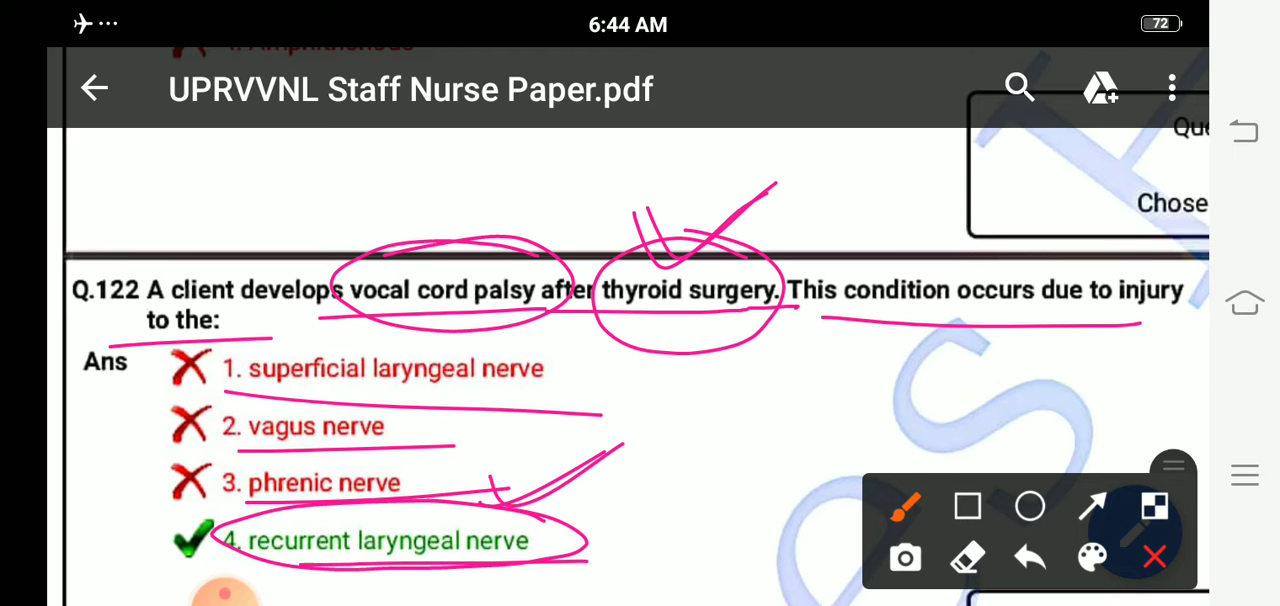 6:44 AM
72
UPRVVNL Staff Nurse Paper.pdf
Que
Chose
Q.122 A client develops vocal cord palsy after thyroid surgery. This condition occurs due to injury
to the:
Ans
1. superficial laryngeal nerve
2. vagus nerve
3. phrenic nerve
4. recurrent laryngeal nerve